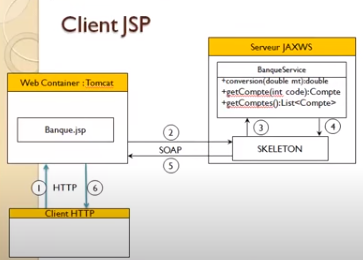 Client JSP
Serveur JAXWS
BanqueService
+conversion(double mt):double
+getCompte(int code):Compte
+getComptes():List<Compte>
Web Container : Tomcat
Banque.jsp
2
3
4
SOAP
SKELETON
5
1
HTTP
6
Client HTTP